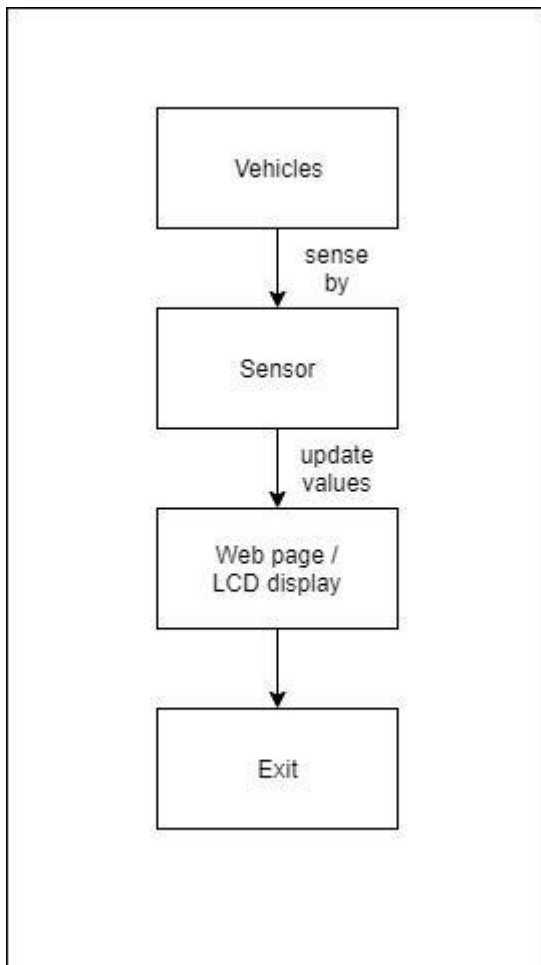 Vehicles
sense
by
Sensor
update
values
Web page /
LCD display
Exit